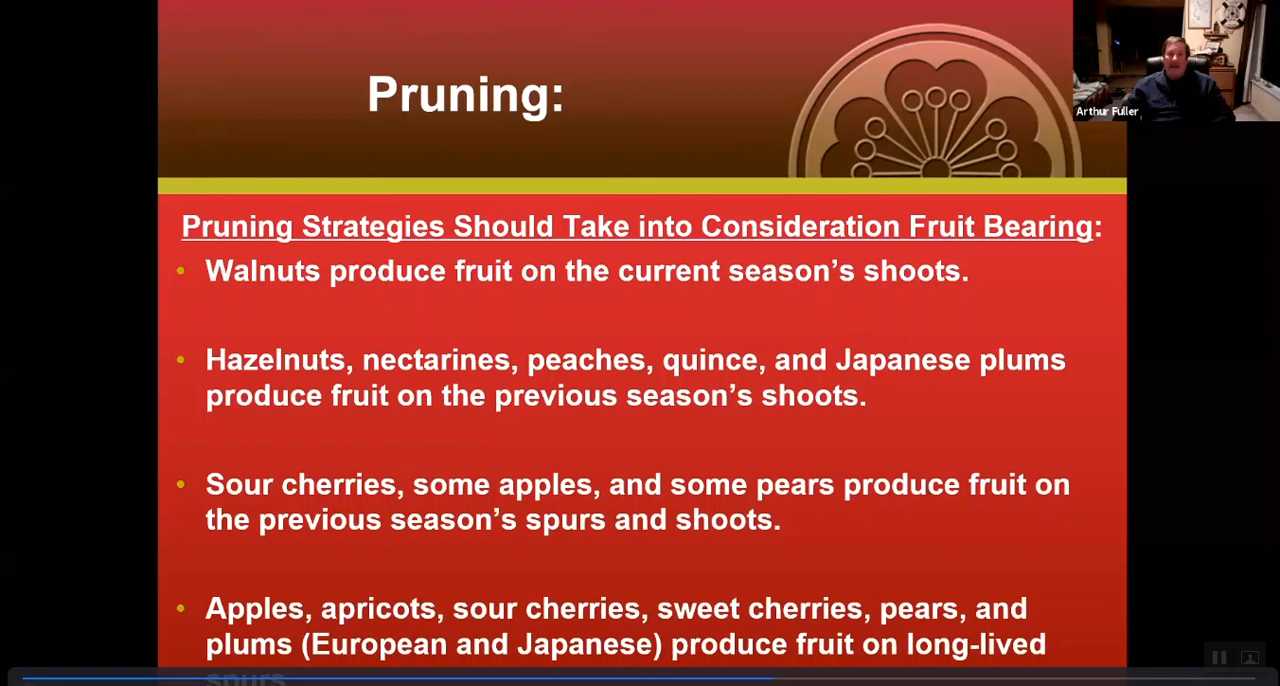 Pruning:
Arthur Fuller
Pruning Strategies Should Take into Consideration Fruit Bearing:
• Walnuts produce fruit on the current season’s shoots.
• Hazelnuts, nectarines, peaches, quince, and Japanese plums
produce fruit on the previous season’s shoots.
• Sour cherries, some apples, and some pears produce fruit on
the previous season’s spurs and shoots.
• Apples, apricots, sour cherries, sweet cherries, pears, and
plums (European and Japanese) produce fruit on long-lived
spurs.